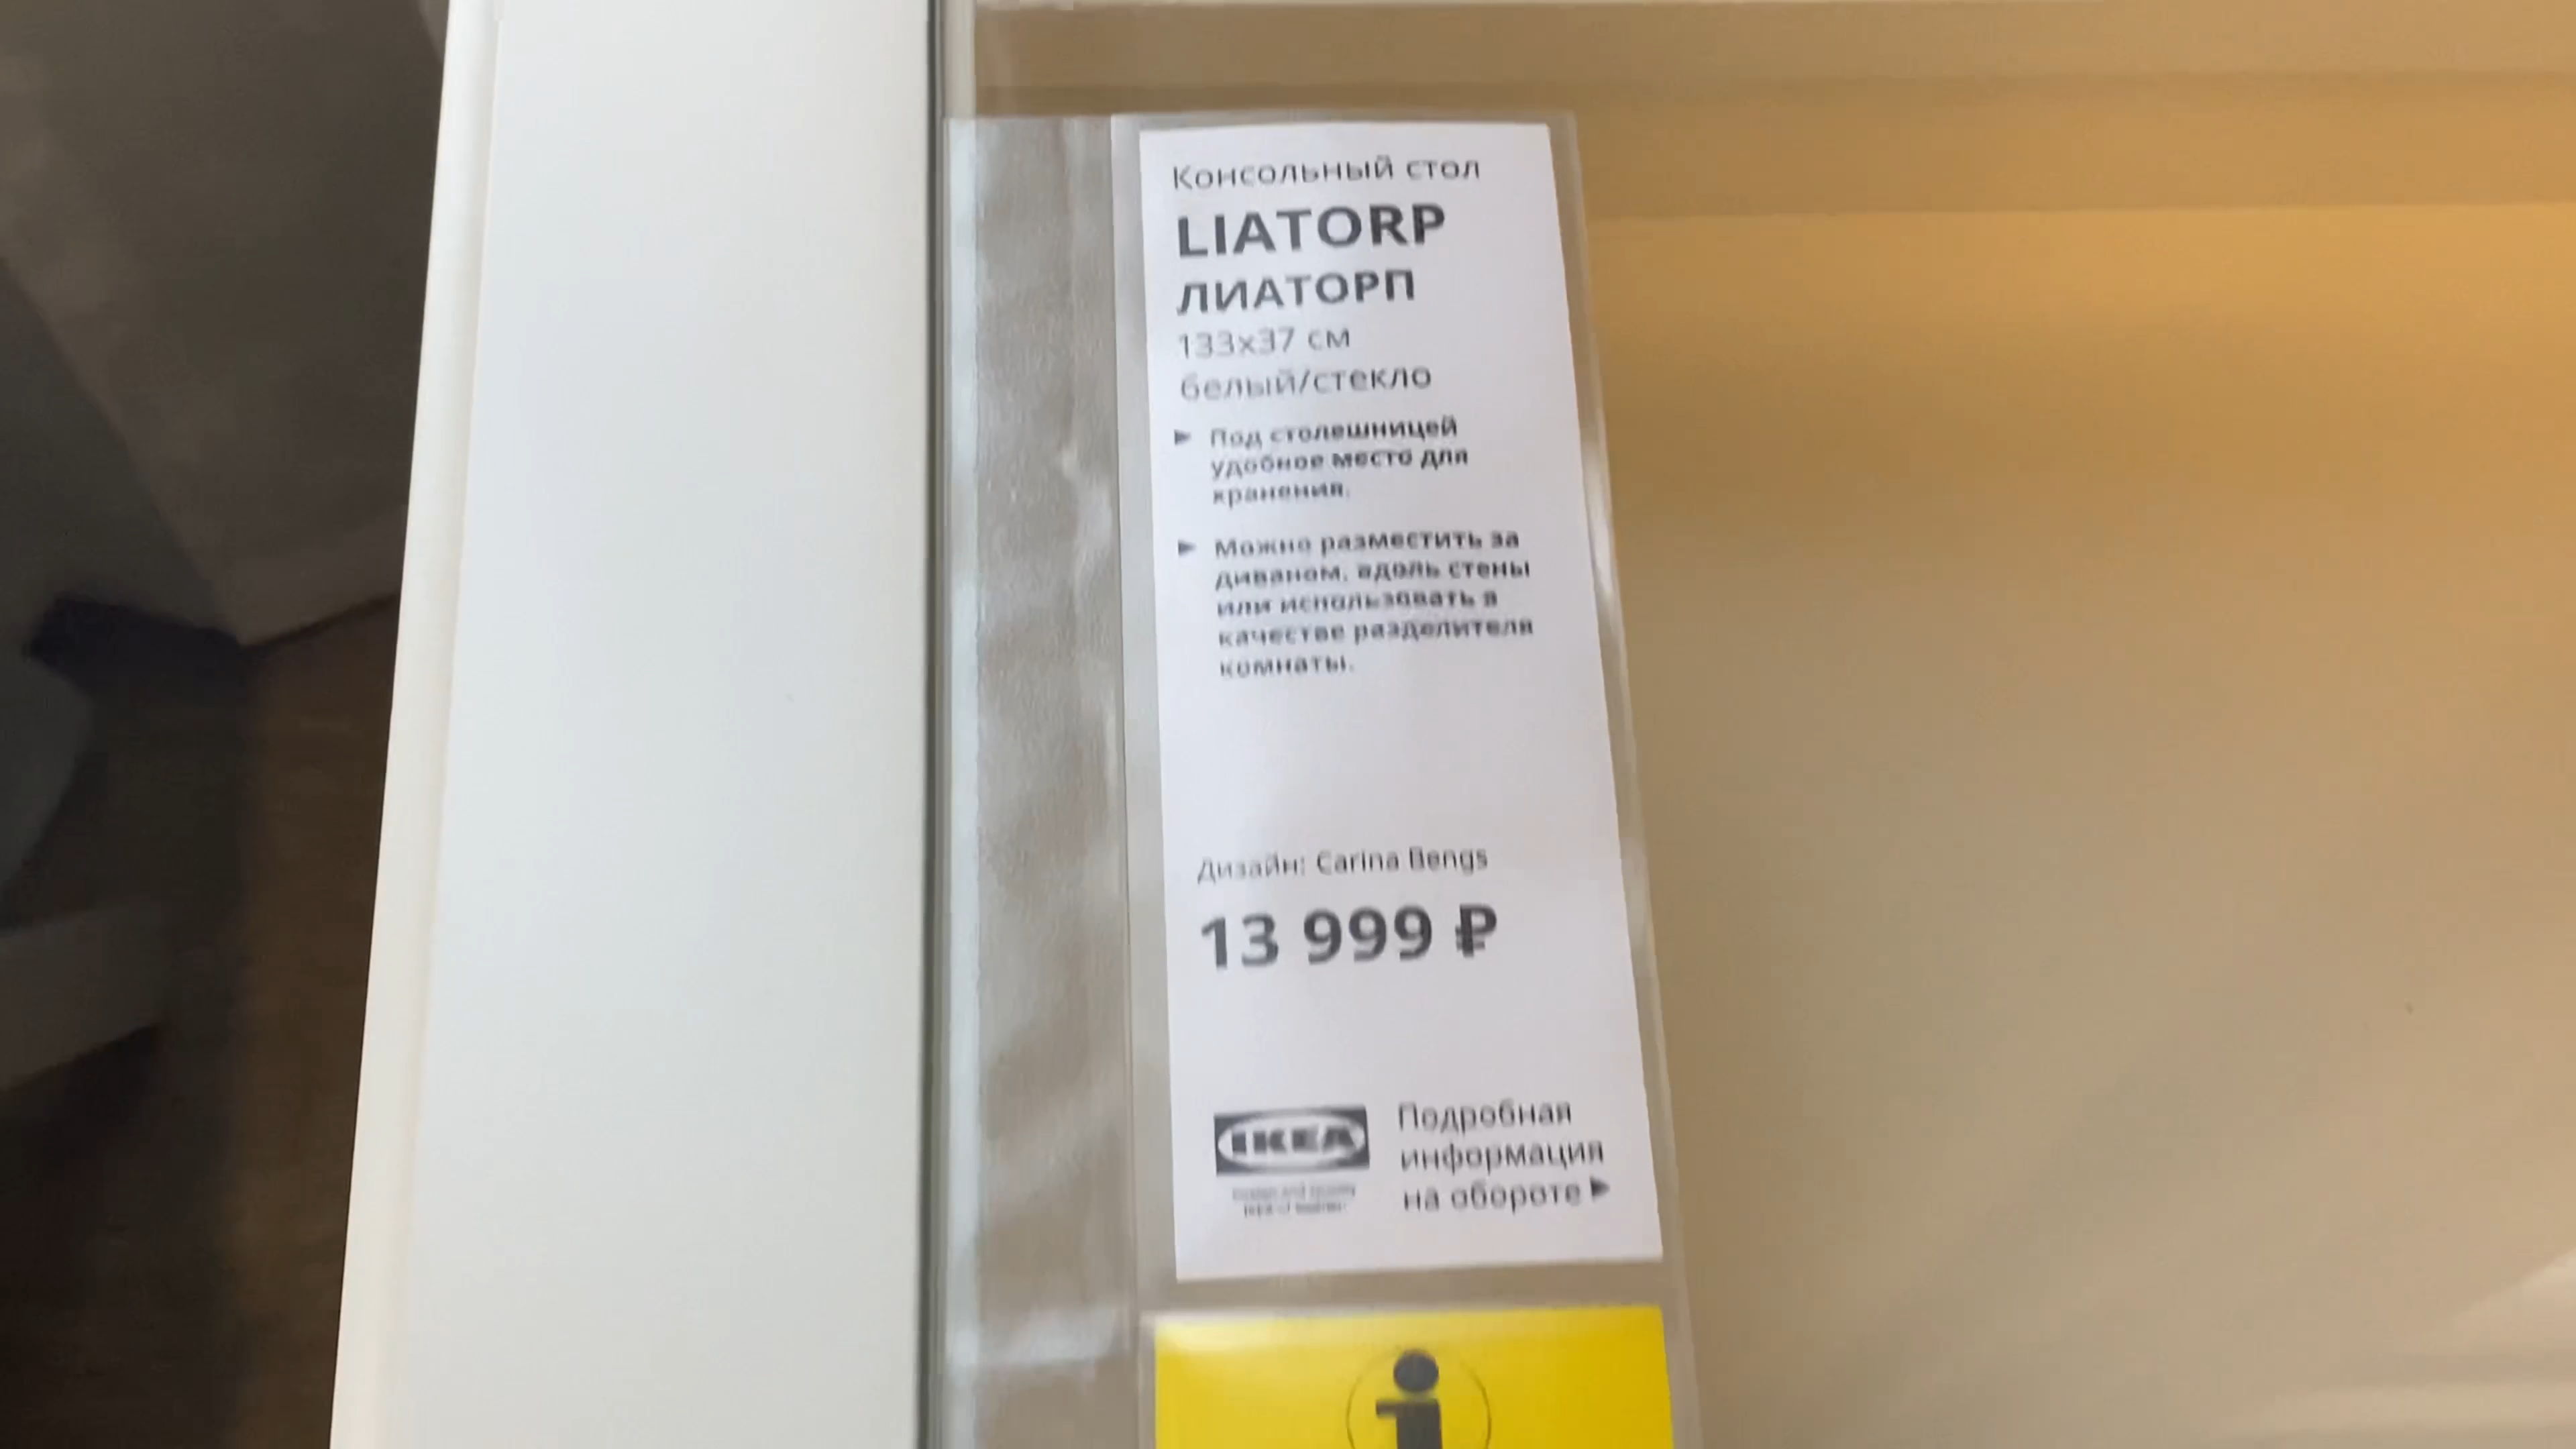 Консольный стол
LIATORP
ЛИАТОРП
133x37 см
белый/стекло
► Под столешницей
удобное место для
хранения.
► Можно разместить за
диваном, вдоль стены
или использовать в
качестве разделителя
комнаты.
Дизайн: Carina Bengs
13 999 ₽
IKEA
Подробная
информация
на обороте ►
i